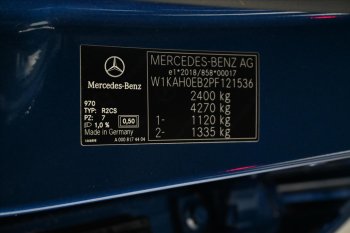 MERCEDES-BENZ AG
e1*2018/858*00017
W1KAH0EB2PF121536
2400 kg
4270 kg
1- 1120 kg
2- 1335 kg
Mercedes-Benz
970
TYP: R2CS
PZ: 7
1,0 % 0,50
Made in Germany
A 000 817 44 04